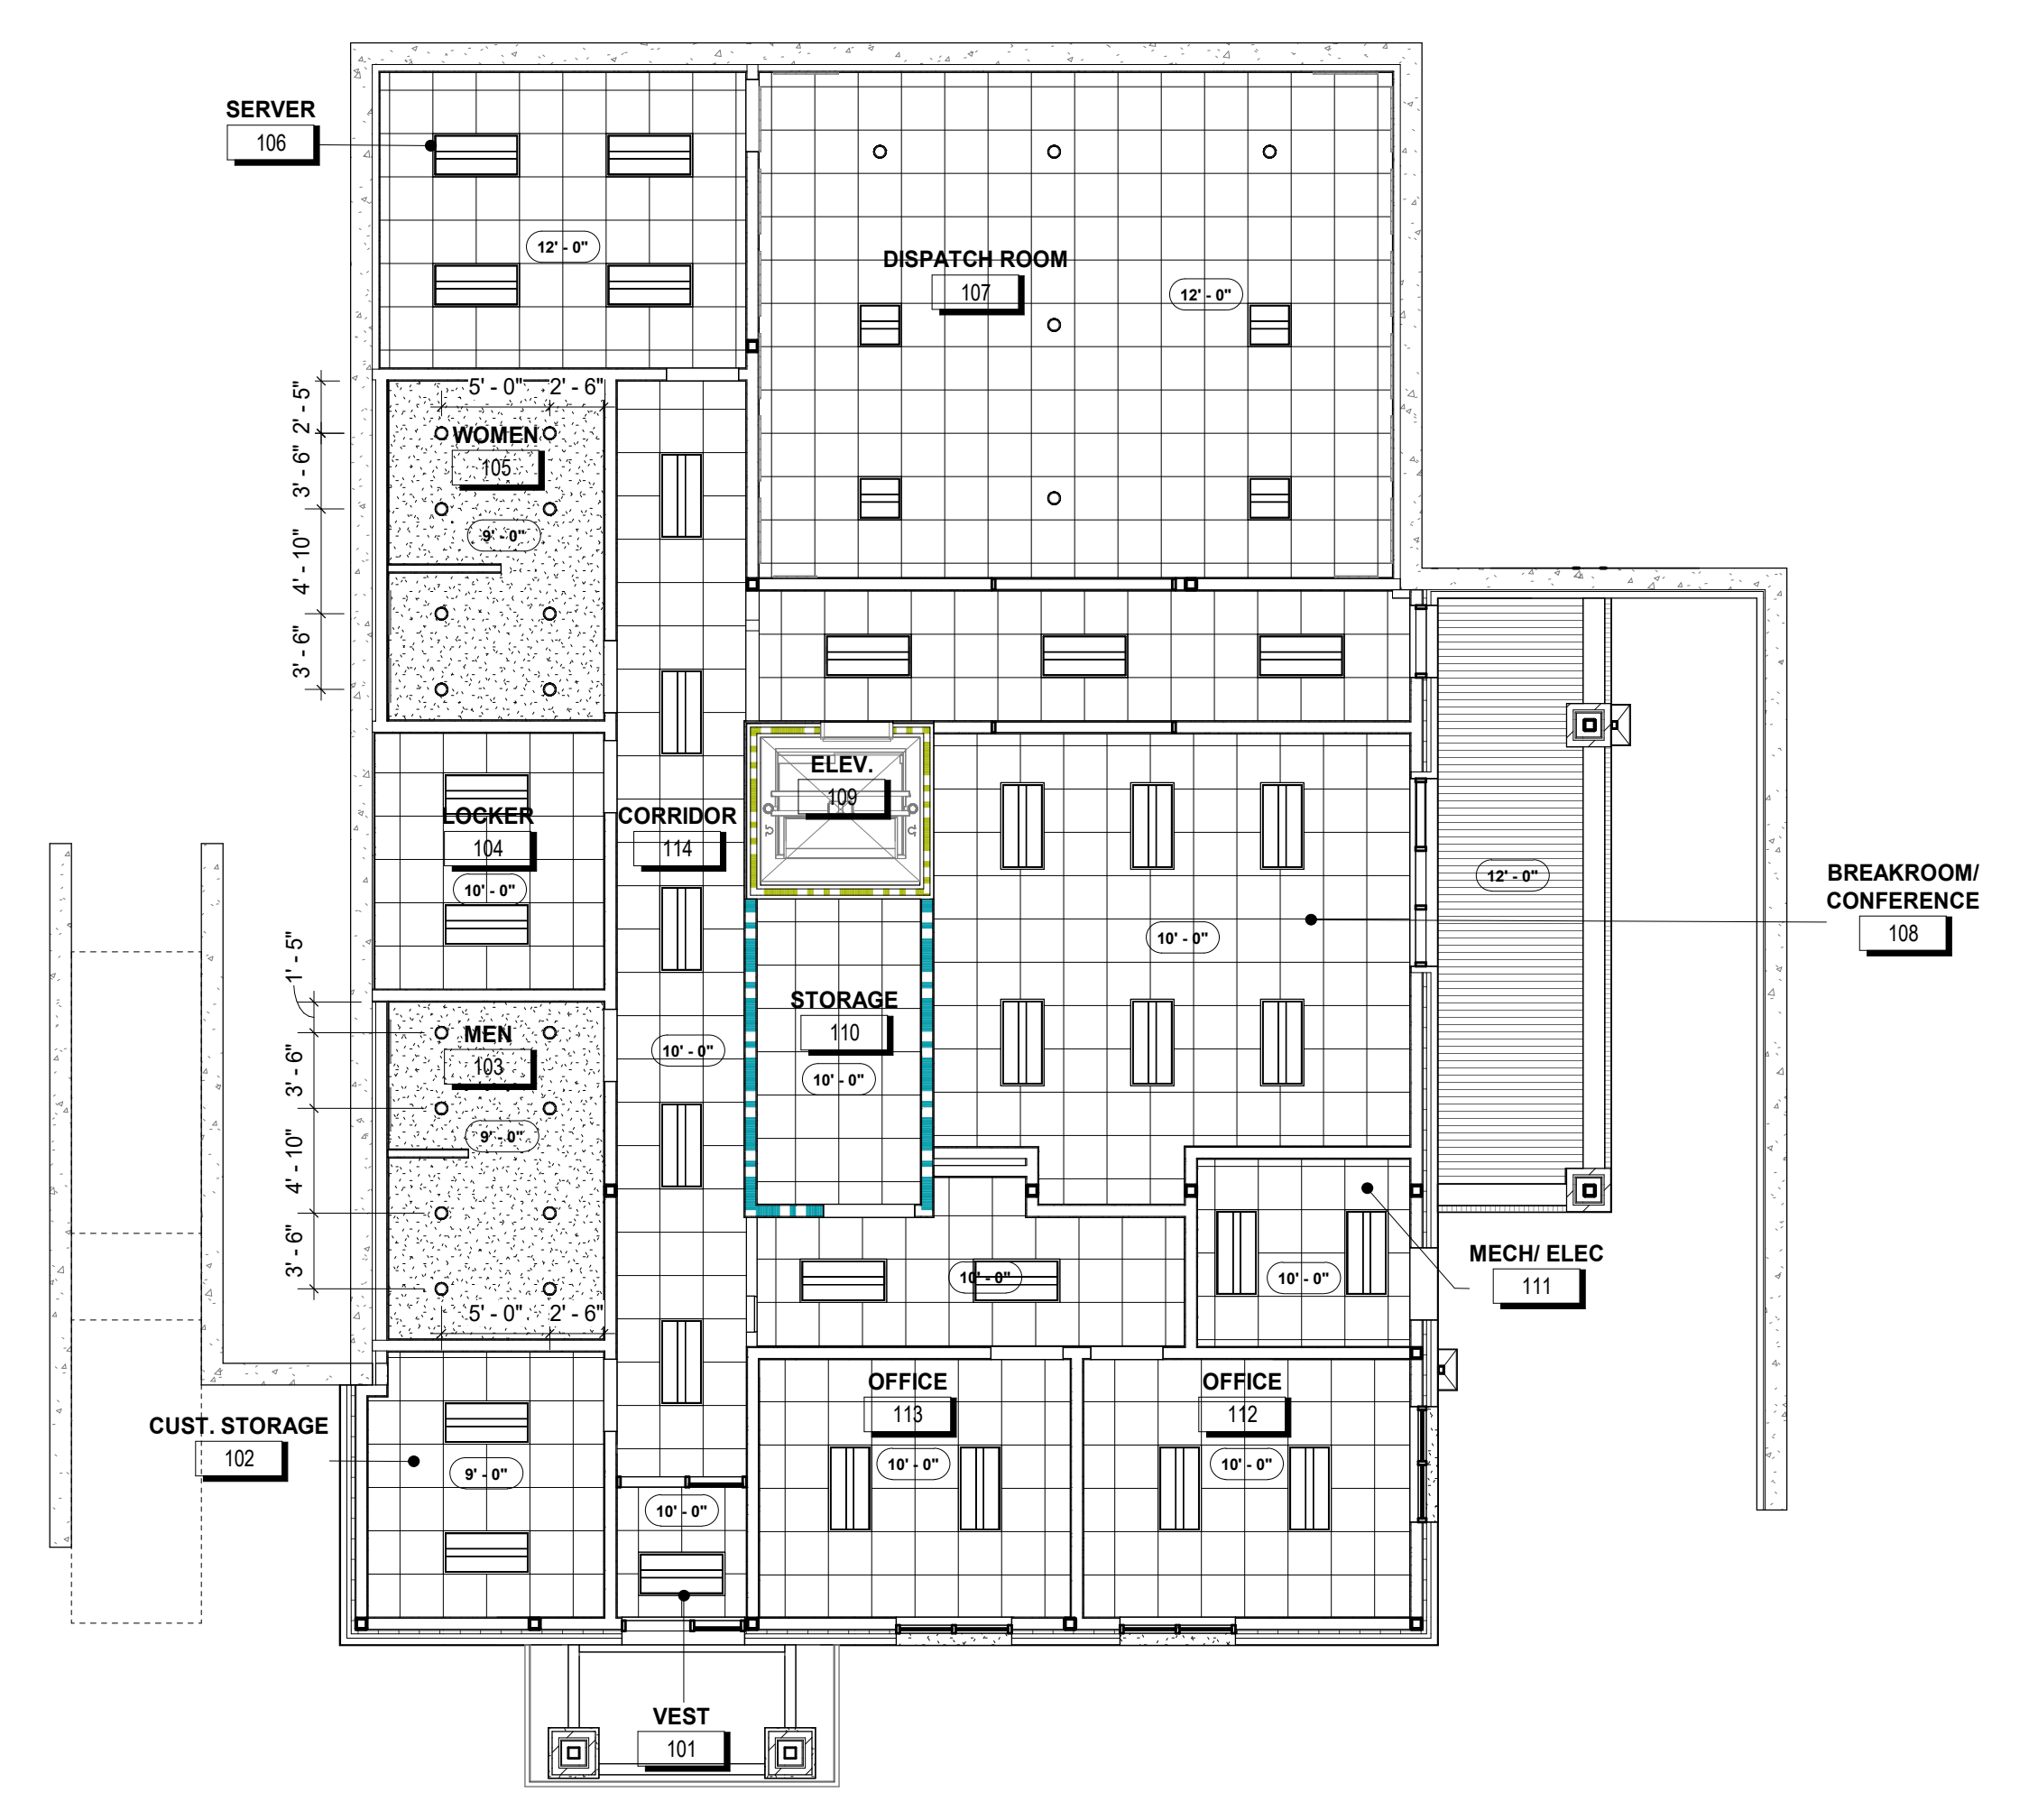 SERVER
106
12' - 0"
DISPATCH ROOM
107
12' - 0"
5' - 0"
2' - 6"
2' - 5"
3' - 6"
4' - 10"
3' - 6"
WOMEN
105
9' - 0"
ELEV.
109
LOCKER
104
10' - 0"
CORRIDOR
114
10' - 0"
12' - 0"
BREAKROOM/
CONFERENCE
108
10' - 0"
STORAGE
110
10' - 0"
1' - 5"
3' - 6"
4' - 10"
3' - 6"
MEN
103
9' - 0"
5' - 0"
2' - 6"
10' - 0"
10' - 0"
MECH/ ELEC
111
CUST. STORAGE
102
9' - 0"
10' - 0"
OFFICE
113
10' - 0"
OFFICE
112
10' - 0"
VEST
101